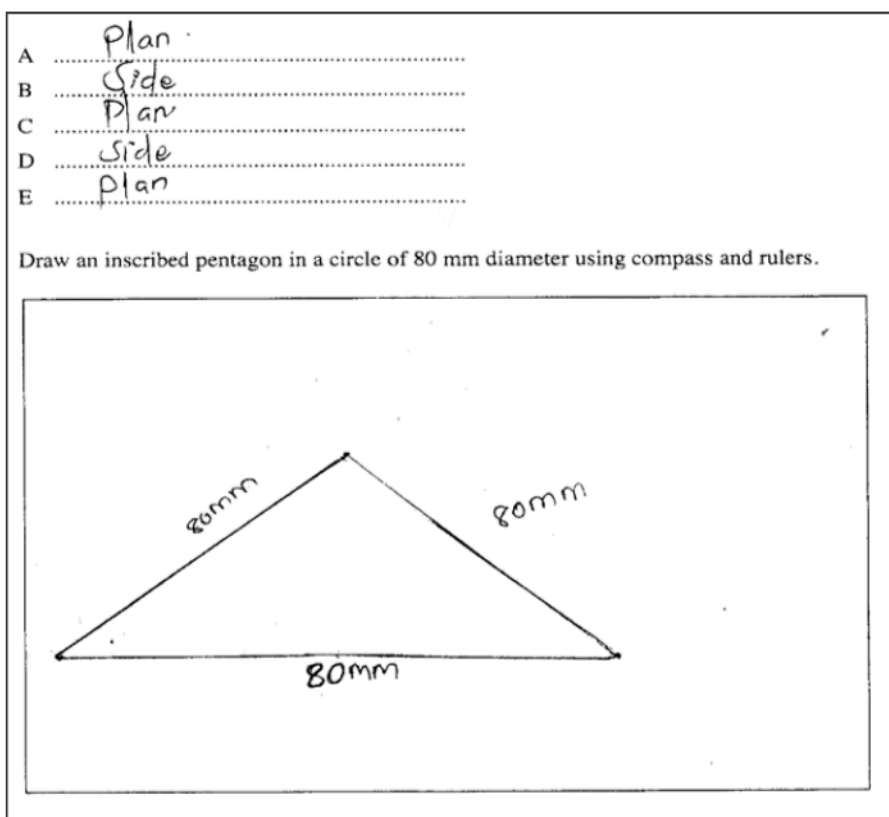 A Plan
B Side
C Plan
D Side
E Plan
Draw an inscribed pentagon in a circle of 80 mm diameter using compass and rulers.
80mm
80mm
80mm